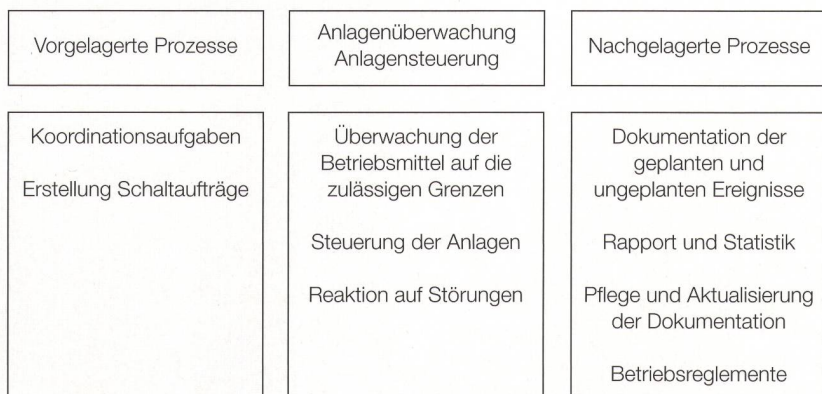 Vorgelagerte Prozesse
Anlagenüberwachung
Anlagensteuerung
Nachgelagerte Prozesse
Koordinationsaufgaben
Erstellung Schaltaufträge
Überwachung der
Betriebsmittel auf die
zulässigen Grenzen
Steuerung der Anlagen
Reaktion auf Störungen
Dokumentation der
geplanten und
ungeplanten Ereignisse
Rapport und Statistik
Pflege und Aktualisierung
der Dokumentation
Betriebsreglemente